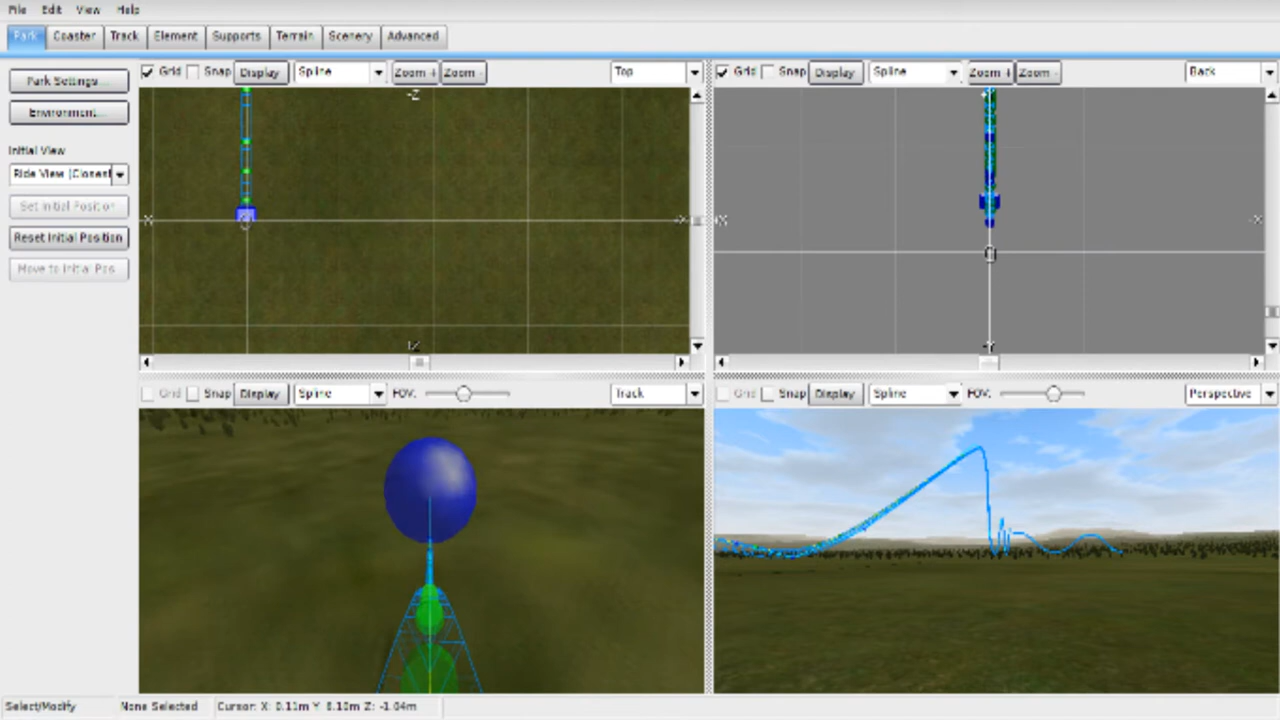 File Edit View Help
Park Coaster Track Element Supports Terrain Scenery Advanced
Grid Snap Display Spline Zoom + Zoom - Top
Grid Snap Display Spline Zoom + Zoom - Back
Park Settings...
Environment...
Initial View
Ride View (Closest
Set Initial Position
Reset Initial Position
Move to Initial Pos
-Z
Grid Snap Display Spline FOV: Track
Grid Snap Display Spline FOV: Perspective
Select/Modify None Selected Cursor: X: 0.11m Y: 6.10m Z: -1.04m